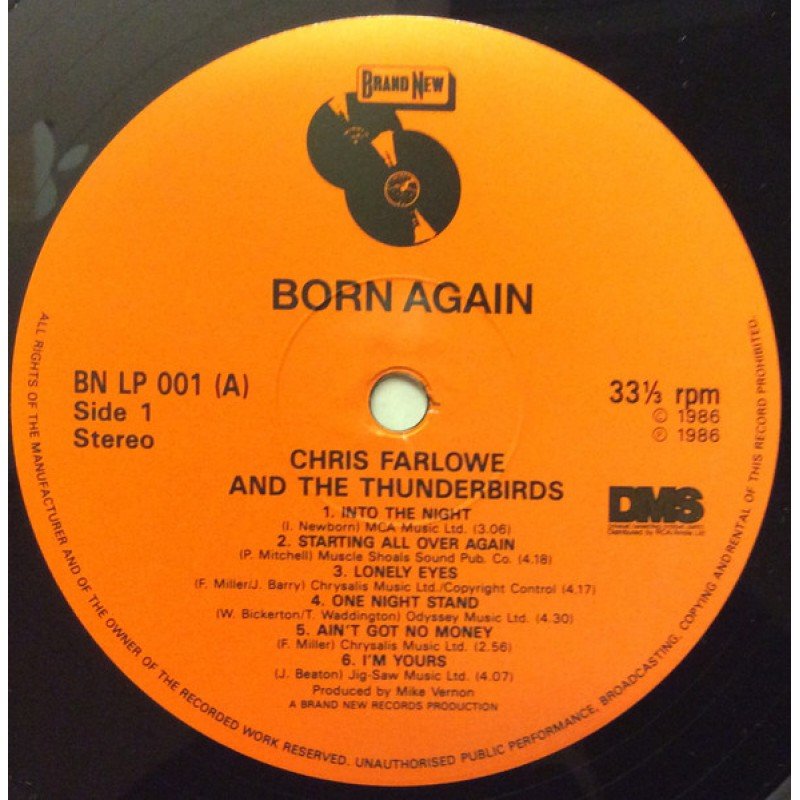 BRAND NEW
BORN AGAIN
BN LP 001 (A)
Side 1
Stereo
33⅓ rpm
© 1986
℗ 1986
CHRIS FARLOWE
AND THE THUNDERBIRDS
1. INTO THE NIGHT
(I. Newborn) MCA Music Ltd. (3.06)
2. STARTING ALL OVER AGAIN
(P. Mitchell) Muscle Shoals Sound Pub. Co. (4.18)
3. LONELY EYES
(F. Miller/J. Barry) Chrysalis Music Ltd./Copyright Control (4.17)
4. ONE NIGHT STAND
(W. Bickerton/T. Waddington) Odyssey Music Ltd. (4.30)
5. AIN'T GOT NO MONEY
(F. Miller) Chrysalis Music Ltd. (2.56)
6. I'M YOURS
(J. Beaton) Jig-Saw Music Ltd. (4.07)
Produced by Mike Vernon
A BRAND NEW RECORDS PRODUCTION
DMS
Distributed by RCA/Ariola Ltd
ALL RIGHTS OF THE MANUFACTURER AND OF THE OWNER OF THE RECORDED WORK RESERVED. UNAUTHORISED PUBLIC PERFORMANCE, BROADCASTING, COPYING ANDRENTAL OF THIS RECORD PROHIBITED.